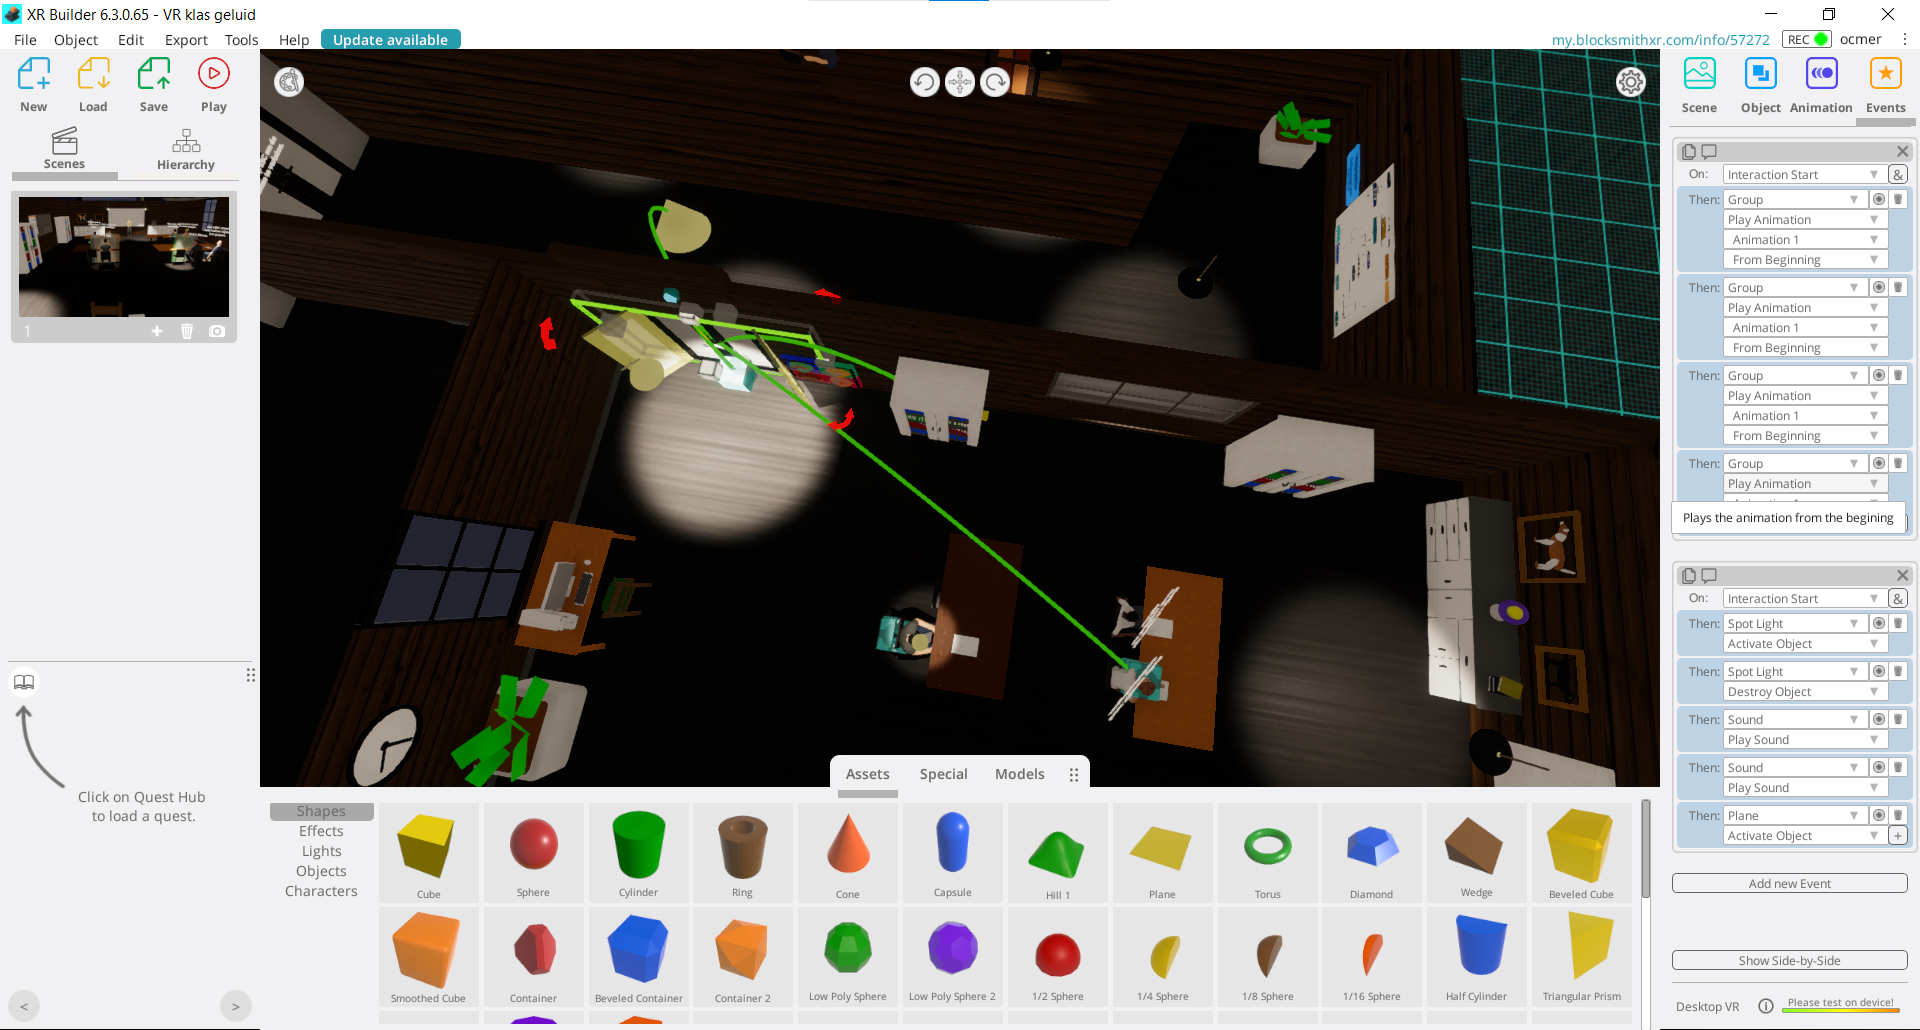 XR Builder 6.3.0.65 - VR klas geluid
File Object Edit Export Tools Help Update available
my.blocksmithxr.com/info/57272 REC ocmer
New Load Save Play
Scenes Hierarchy
1
Click on Quest Hub
to load a quest.
< >
Assets Special Models
Shapes
Effects
Lights
Objects
Characters
Cube Sphere Cylinder Ring Cone Capsule Hill 1 Plane Torus Diamond Wedge Beveled Cube
Smoothed Cube Container Beveled Container Container 2 Low Poly Sphere Low Poly Sphere 2 1/2 Sphere 1/4 Sphere 1/8 Sphere 1/16 Sphere Half Cylinder Triangular Prism
Scene Object Animation Events
On: Interaction Start &
Then: Group
Play Animation
Animation 1
From Beginning
Then: Group
Play Animation
Animation 1
From Beginning
Then: Group
Play Animation
Animation 1
From Beginning
Then: Group
Play Animation
Plays the animation from the begining
On: Interaction Start &
Then: Spot Light
Activate Object
Then: Spot Light
Destroy Object
Then: Sound
Play Sound
Then: Sound
Play Sound
Then: Plane
Activate Object +
Add new Event
Show Side-by-Side
Desktop VR Please test on device!